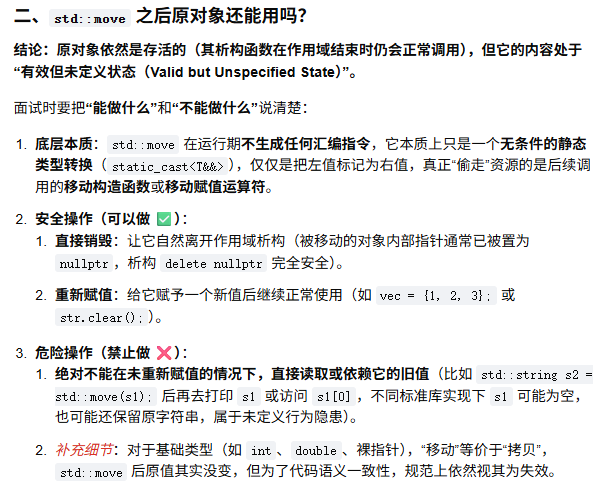 二、std::move 之后原对象还能用吗？
结论：原对象依然是存活的（其析构函数在作用域结束时仍会正常调用），但它的内容处于
“有效但未定义状态（Valid but Unspecified State）”。
面试时要把“能做什么”和“不能做什么”说清楚：
1. 底层本质：std::move 在运行期不生成任何汇编指令，它本质上只是一个无条件的静态
类型转换（static_cast<T&&>），仅仅是把左值标记为右值，真正“偷走”资源的是后续调
用的移动构造函数或移动赋值运算符。
2. 安全操作（可以做 ✅）：
1. 直接销毁：让它自然离开作用域析构（被移动的对象内部指针通常已被置为
nullptr，析构 delete nullptr 完全安全）。
2. 重新赋值：给它赋予一个新值后继续正常使用（如 vec = {1, 2, 3}; 或
str.clear();）。
3. 危险操作（禁止做 ❌）：
1. 绝对不能在未重新赋值的情况下，直接读取或依赖它的旧值（比如 std::string s2 =
std::move(s1); 后再去打印 s1 或访问 s1[0]，不同标准库实现下 s1 可能为空，
也可能还保留原字符串，属于未定义行为隐患）。
2. 补充细节：对于基础类型（如 int、double、裸指针），“移动”等价于“拷贝”，
std::move 后原值其实没变，但为了代码语义一致性，规范上依然视其为失效。